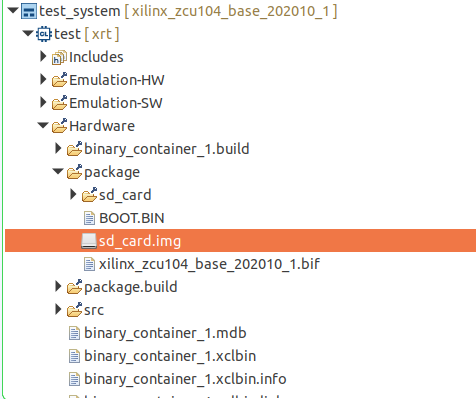 test_system [ xilinx_zcu104_base_202010_1 ]
test [ xrt ]
Includes
Emulation-HW
Emulation-SW
Hardware
binary_container_1.build
package
sd_card
BOOT.BIN
sd_card.img
xilinx_zcu104_base_202010_1.bif
package.build
src
binary_container_1.mdb
binary_container_1.xclbin
binary_container_1.xclbin.info